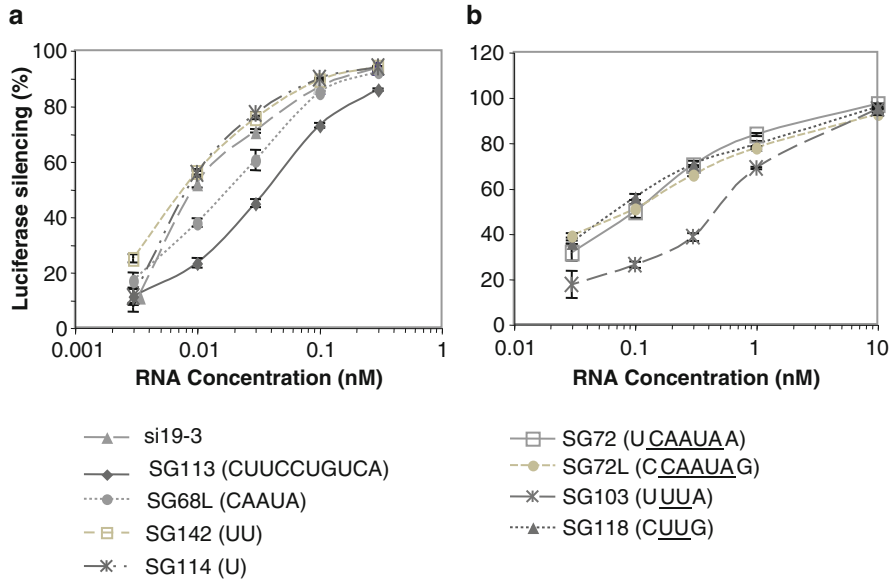 a
Luciferase silencing (%)
100
80
60
40
20
0
0.001
0.01
0.1
1
RNA Concentration (nM)
si19-3
SG113 (CUUCCUGUCA)
SG68L (CAAUA)
SG142 (UU)
SG114 (U)
b
120
100
80
60
40
20
0
0.01
0.1
1
10
RNA Concentration (nM)
SG72 (UCAAUAA)
SG72L (CCAAUAG)
SG103 (UUUA)
SG118 (CUUG)